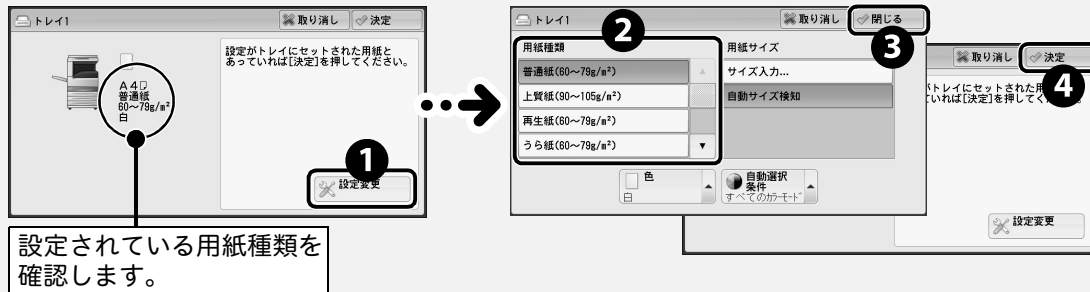 トレイ1
取り消し
決定
設定がトレイにセットされた用紙と
あっていれば[決定]を押してください。
A4
普通紙
60～79g/m²
白
1
設定変更
設定されている用紙種類を
確認します。
トレイ1
取り消し
閉じる
2
3
用紙種類
普通紙(60～79g/m²)
上質紙(90～105g/m²)
再生紙(60～79g/m²)
うら紙(60～79g/m²)
用紙サイズ
サイズ入力...
自動サイズ検知
色
白
自動選択
条件
すべてのカラーモード
取り消し
決定
4
トレイにセットされた用
ていれば[決定]を押してく
設定変更